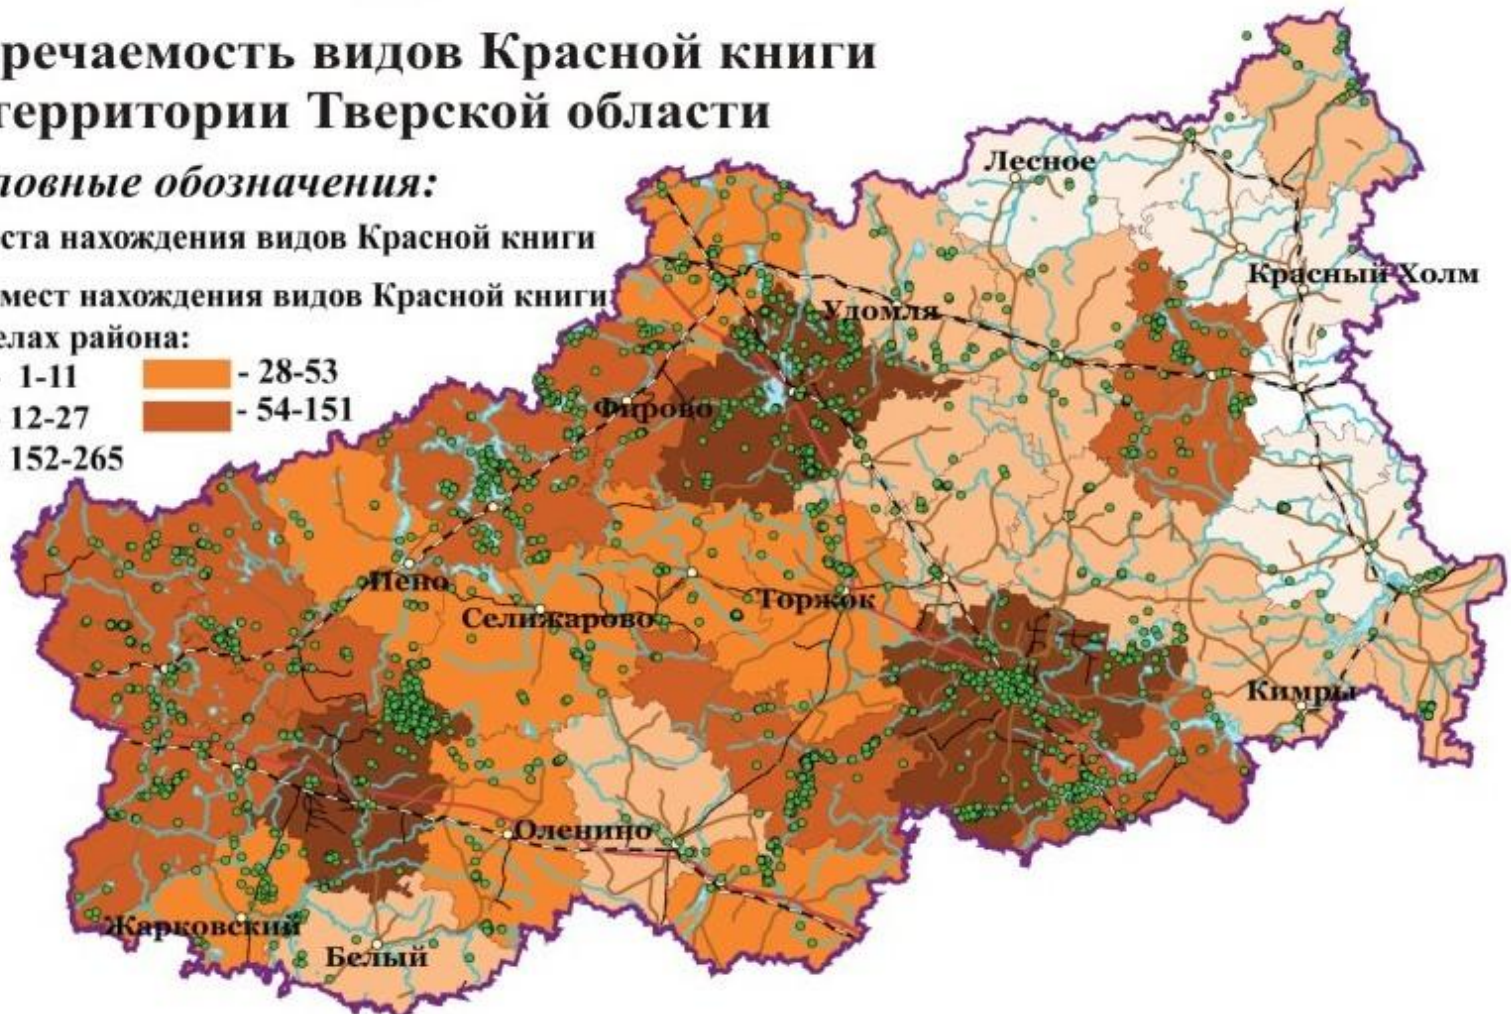 речаемость видов Красной книги
территории Тверской области
ловные обозначения:
ста нахождения видов Красной книги
мест нахождения видов Красной книги
елах района:
- 1-11
- 28-53
- 12-27
- 54-151
152-265
Лесное
Красный Холм
Удомля
Фирово
Пено
Селижарово
Торжок
Кимры
Оленино
Жарковский
Белый